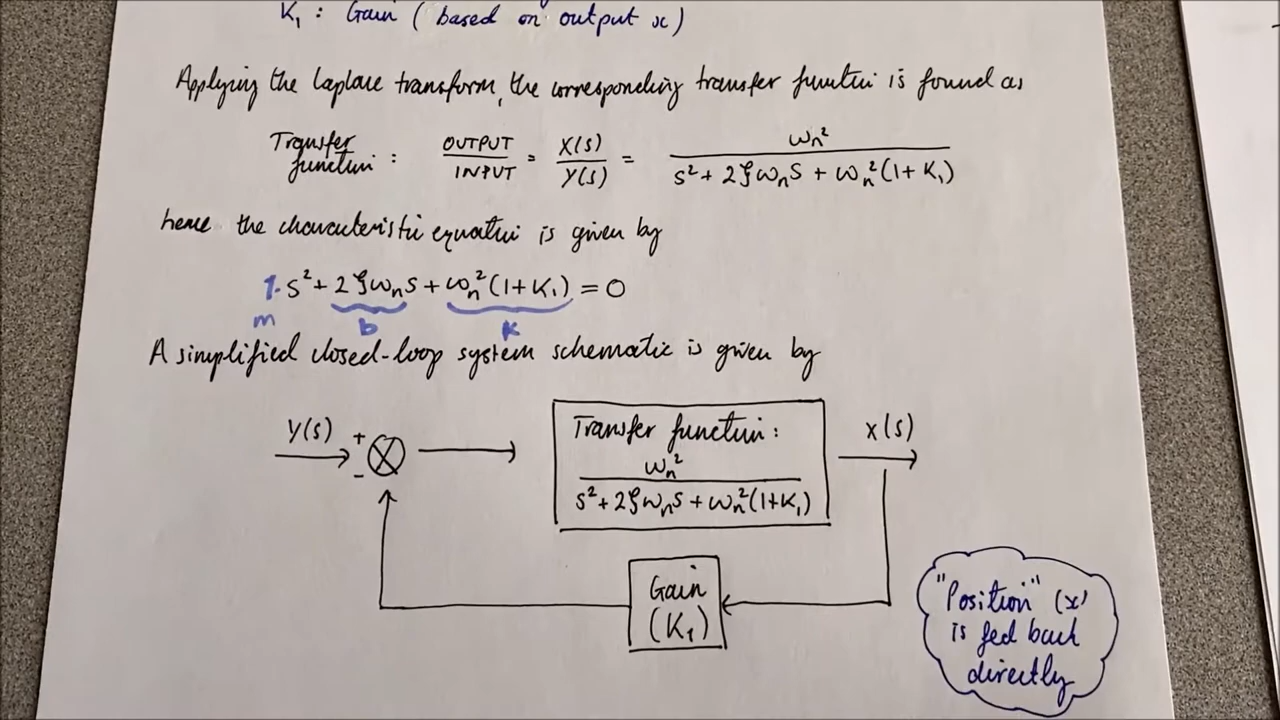 K₁ : Gain ( based on output x)
Applying the Laplace transform, the corresponding transfer function is found as
Transfer function : OUTPUT/INPUT = X(s)/Y(s) = ωn²/(s² + 2ζωn s + ωn²(1 + K₁))
hence the characteristic equation is given by
1·s² + 2ζωn s + ωn²(1 + K₁) = 0
m b k
A simplified closed-loop system schematic is given by
Y(s) + -
Transfer function :
ωn²/(s² + 2ζωn s + ωn²(1+K₁))
X(s)
Gain
(K₁)
"Position" (x)
is fed back
directly